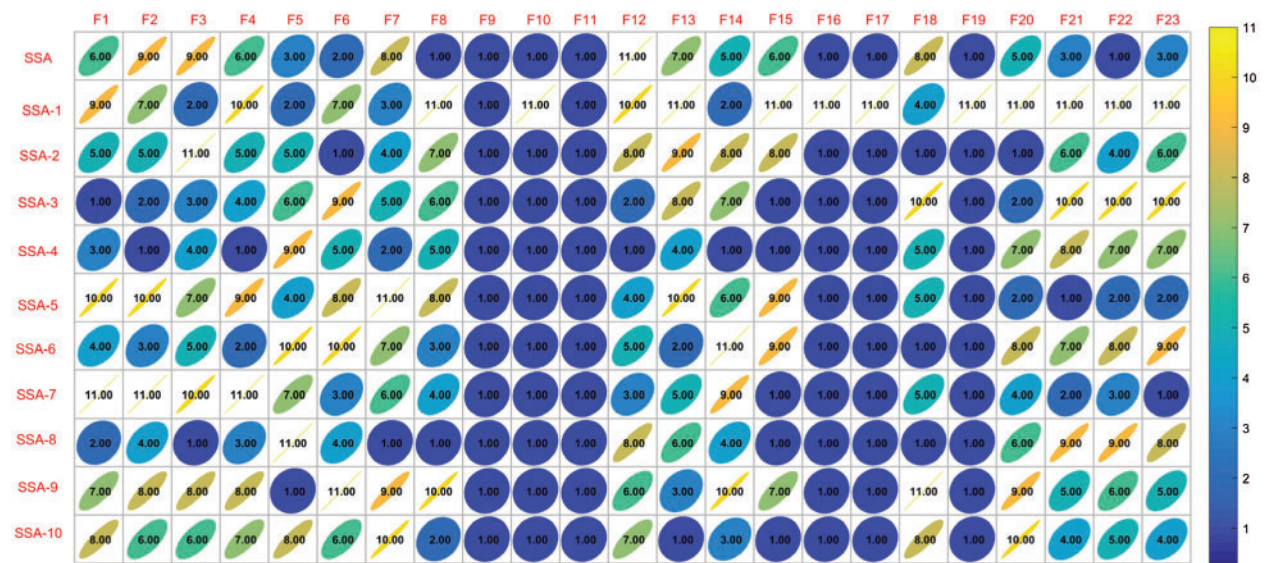 F1 F2 F3 F4 F5 F6 F7 F8 F9 F10 F11 F12 F13 F14 F15 F16 F17 F18 F19 F20 F21 F22 F23
SSA 6.00 9.00 9.00 6.00 3.00 2.00 8.00 1.00 1.00 1.00 1.00 11.00 7.00 5.00 6.00 1.00 1.00 8.00 1.00 5.00 3.00 1.00 3.00
SSA-1 9.00 7.00 2.00 10.00 2.00 7.00 3.00 11.00 1.00 11.00 1.00 10.00 11.00 2.00 11.00 11.00 11.00 4.00 11.00 11.00 11.00 11.00 11.00
SSA-2 5.00 5.00 11.00 5.00 5.00 1.00 4.00 7.00 1.00 1.00 1.00 8.00 9.00 8.00 8.00 1.00 1.00 1.00 1.00 1.00 6.00 4.00 6.00
SSA-3 1.00 2.00 3.00 4.00 6.00 9.00 5.00 6.00 1.00 1.00 1.00 2.00 8.00 7.00 1.00 1.00 1.00 10.00 1.00 2.00 10.00 10.00 10.00
SSA-4 3.00 1.00 4.00 1.00 9.00 5.00 2.00 5.00 1.00 1.00 1.00 1.00 4.00 1.00 1.00 1.00 1.00 5.00 1.00 7.00 8.00 7.00 7.00
SSA-5 10.00 10.00 7.00 9.00 4.00 8.00 11.00 8.00 1.00 1.00 1.00 4.00 10.00 6.00 9.00 1.00 1.00 5.00 1.00 2.00 1.00 2.00 2.00
SSA-6 4.00 3.00 5.00 2.00 10.00 10.00 7.00 3.00 1.00 1.00 1.00 5.00 2.00 11.00 9.00 1.00 1.00 1.00 1.00 8.00 7.00 8.00 9.00
SSA-7 11.00 11.00 10.00 11.00 7.00 3.00 6.00 4.00 1.00 1.00 1.00 3.00 5.00 9.00 1.00 1.00 1.00 5.00 1.00 4.00 2.00 3.00 1.00
SSA-8 2.00 4.00 1.00 3.00 11.00 4.00 1.00 1.00 1.00 1.00 1.00 8.00 6.00 4.00 1.00 1.00 1.00 1.00 1.00 6.00 9.00 9.00 8.00
SSA-9 7.00 8.00 8.00 8.00 1.00 11.00 9.00 10.00 1.00 1.00 1.00 6.00 3.00 10.00 7.00 1.00 1.00 11.00 1.00 9.00 5.00 6.00 5.00
SSA-10 8.00 6.00 6.00 7.00 8.00 6.00 10.00 2.00 1.00 1.00 1.00 7.00 1.00 3.00 1.00 1.00 1.00 8.00 1.00 10.00 4.00 5.00 4.00
11
10
9
8
7
6
5
4
3
2
1